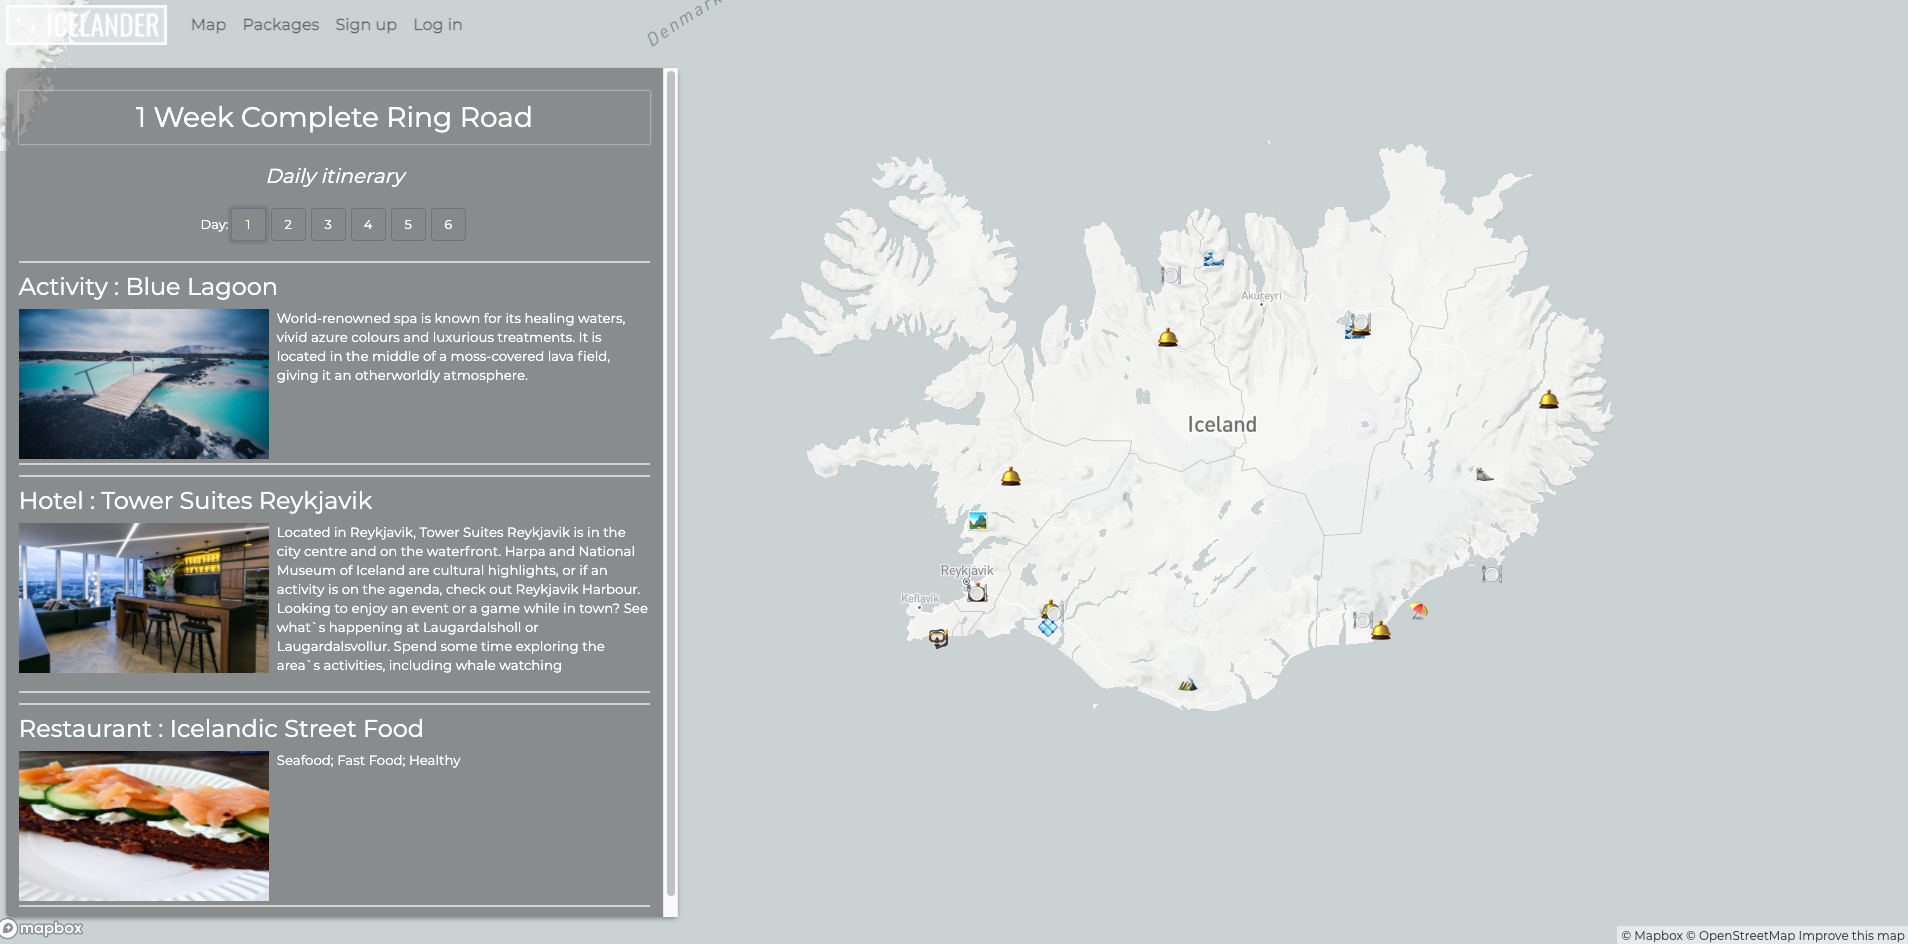 ICELANDER
Map
Packages
Sign up
Log in
Denmark
1 Week Complete Ring Road
Daily itinerary
Day:
1
2
3
4
5
6
Activity : Blue Lagoon
World-renowned spa is known for its healing waters,
vivid azure colours and luxurious treatments. It is
located in the middle of a moss-covered lava field,
giving it an otherworldly atmosphere.
Hotel : Tower Suites Reykjavik
Located in Reykjavik, Tower Suites Reykjavik is in the
city centre and on the waterfront. Harpa and National
Museum of Iceland are cultural highlights, or if an
activity is on the agenda, check out Reykjavik Harbour.
Looking to enjoy an event or a game while in town? See
what`s happening at Laugardalsholl or
Laugardalsvollur. Spend some time exploring the
area`s activities, including whale watching
Restaurant : Icelandic Street Food
Seafood; Fast Food; Healthy
Akureyri
Iceland
Reykjavik
Keflavik
mapbox
© Mapbox © OpenStreetMap Improve this map